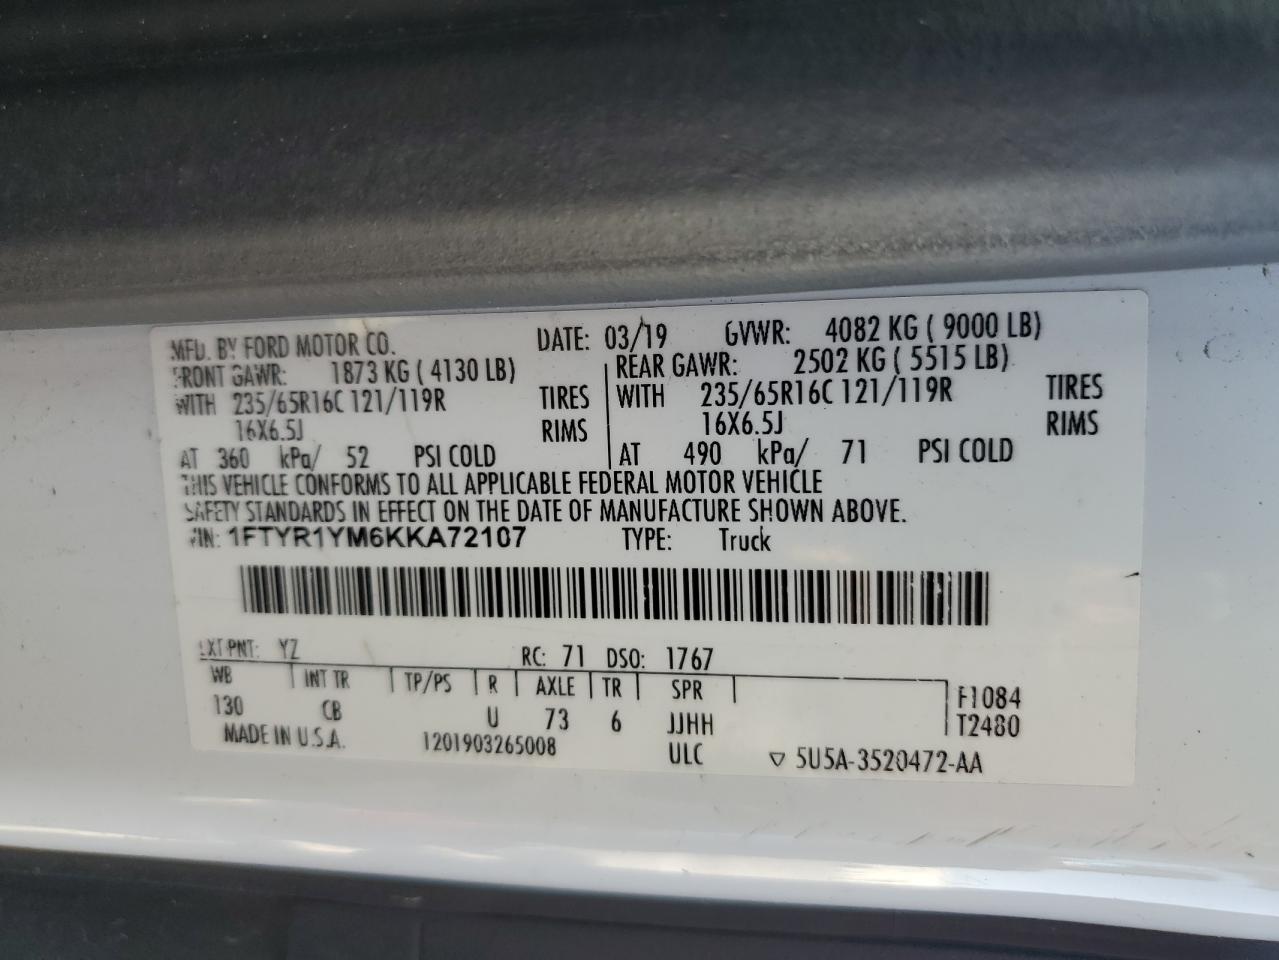 MFD. BY FORD MOTOR CO. DATE: 03/19 GVWR: 4082 KG ( 9000 LB)
FRONT GAWR: 1873 KG ( 4130 LB) REAR GAWR: 2502 KG ( 5515 LB)
WITH 235/65R16C 121/119R TIRES WITH 235/65R16C 121/119R TIRES
16X6.5J RIMS 16X6.5J RIMS
AT 360 kPa/ 52 PSI COLD AT 490 kPa/ 71 PSI COLD
THIS VEHICLE CONFORMS TO ALL APPLICABLE FEDERAL MOTOR VEHICLE
SAFETY STANDARDS IN EFFECT ON THE DATE OF MANUFACTURE SHOWN ABOVE.
VIN: 1FTYR1YM6KKA72107 TYPE: Truck
EXT PNT: YZ RC: 71 DSO: 1767
WB INT TR TP/PS R AXLE TR SPR F1084
130 CB U 73 6 JJHH T2480
MADE IN U.S.A. 1201903265008 ULC ▽ 5U5A-3520472-AA